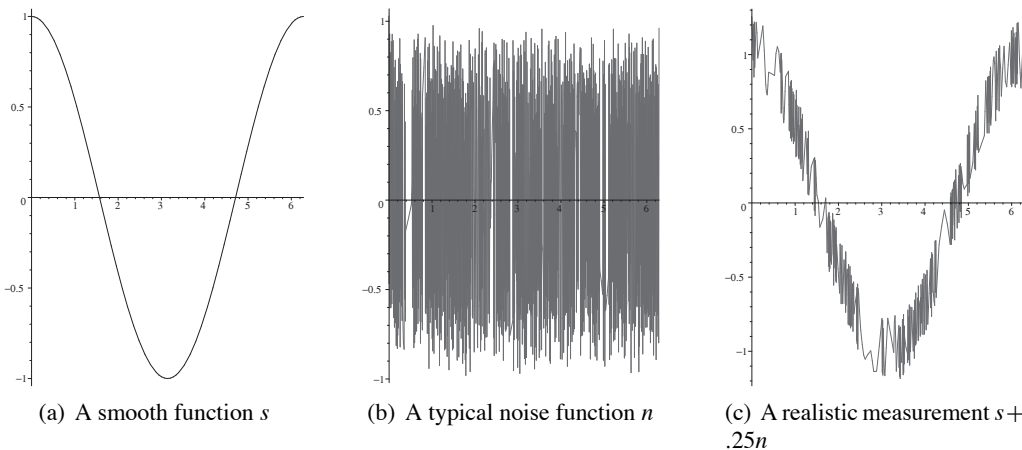 1
0.5
0
−0.5
−1
1 2 3 4 5 6
(a) A smooth function s
1
0.5
0
−0.5
−1
1 2 3 4 5 6
(b) A typical noise function n
1
0.5
0
−0.5
−1
1 2 3 4 5 6
(c) A realistic measurement s+
.25n